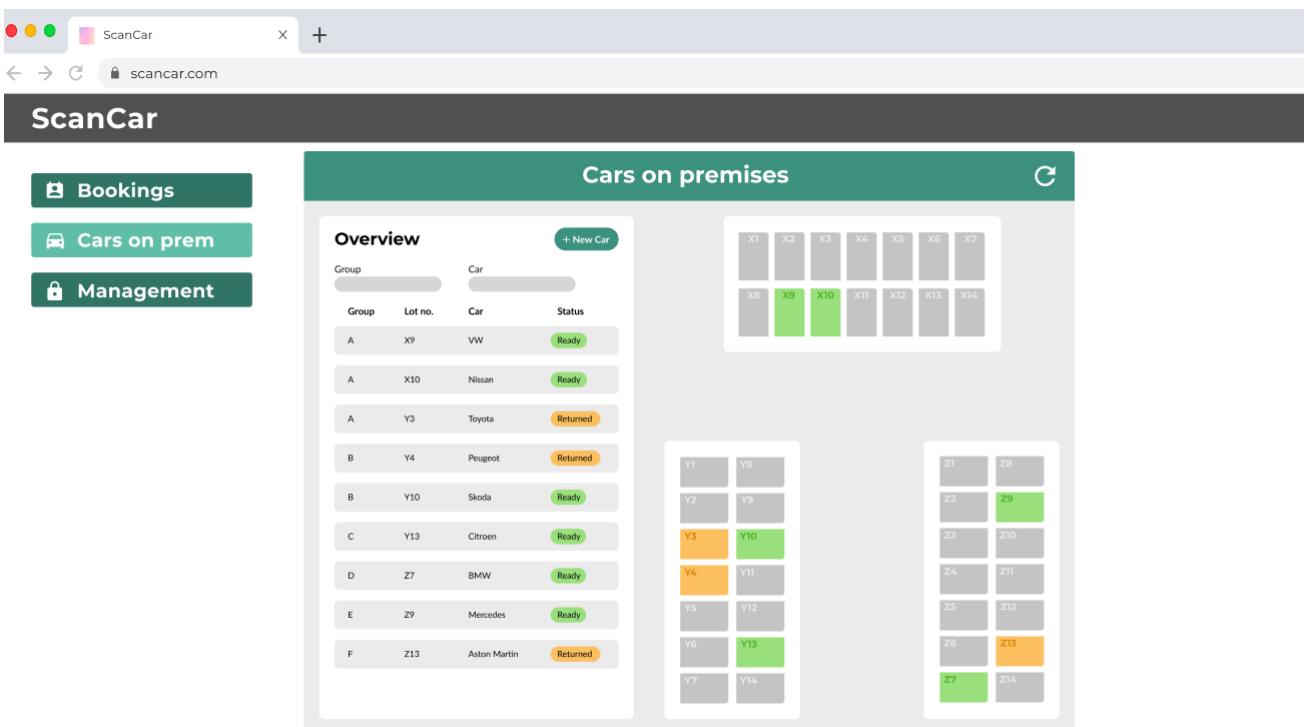 ScanCar
scancar.com
ScanCar
Bookings
Cars on prem
Management
Cars on premises
Overview
+ New Car
Group Car
Group Lot no. Car Status
A X9 VW Ready
A X10 Nissan Ready
A Y3 Toyota Returned
B Y4 Peugeot Returned
B Y10 Skoda Ready
C Y13 Citroen Ready
D Z7 BMW Ready
E Z9 Mercedes Ready
F Z13 Aston Martin Returned
X1 X2 X3 X4 X5 X6 X7
X8 X9 X10 X11 X12 X13 X14
Y1 Y8
Y2 Y9
Y3 Y10
Y4 Y11
Y5 Y12
Y6 Y13
Y7 Y14
Z1 Z8
Z2 Z9
Z3 Z10
Z4 Z11
Z5 Z12
Z6 Z13
Z7 Z14